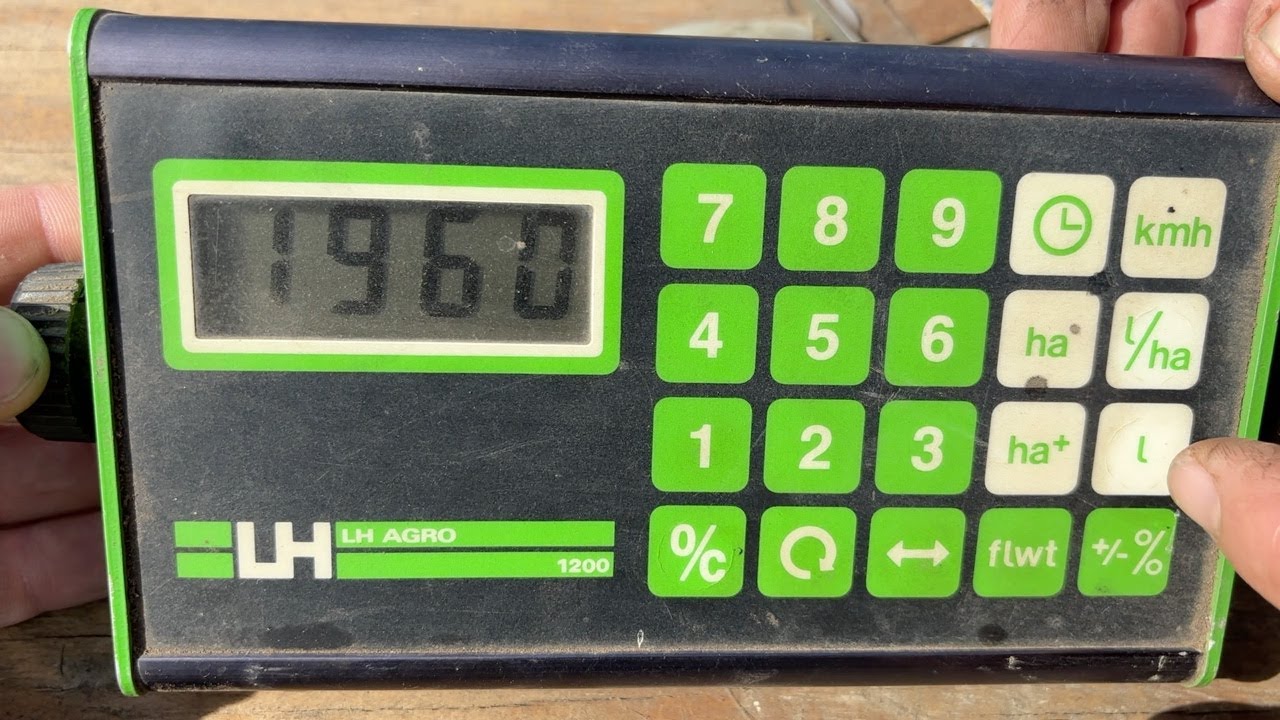 1960
7 8 9 kmh
4 5 6 ha l/ha
1 2 3 ha+ l
%c flwt +/-%
LH LH AGRO
1200